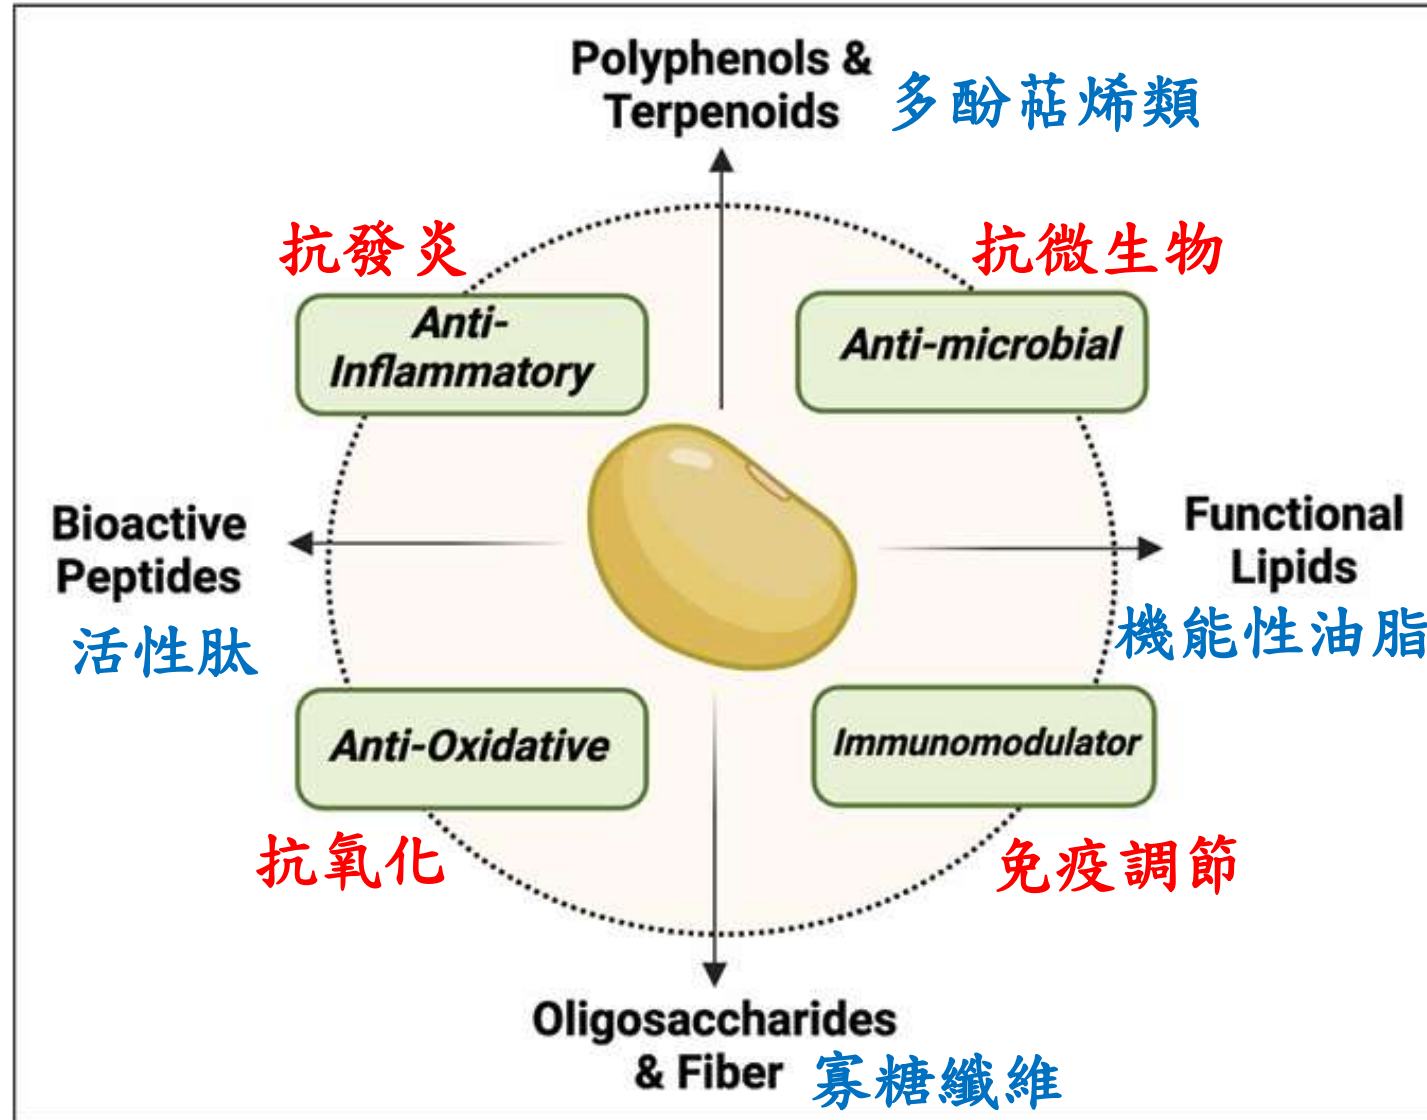 Polyphenols &
Terpenoids 多酚萜烯類
抗發炎
抗微生物
Anti-
Inflammatory
Anti-microbial
Bioactive
Peptides
活性肽
Functional
Lipids
機能性油脂
Anti-Oxidative
Immunomodulator
抗氧化
免疫調節
Oligosaccharides
& Fiber 寡糖纖維